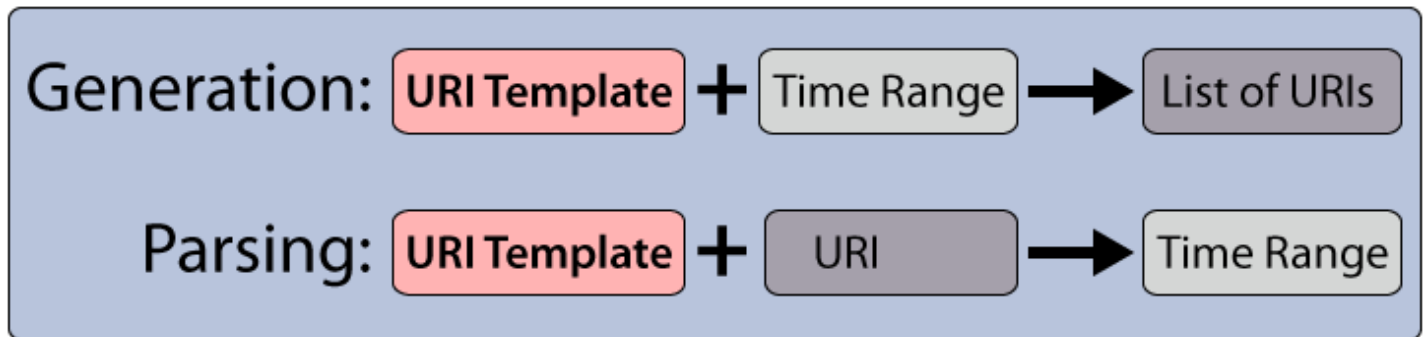 Generation: URI Template + Time Range → List of URIs
Parsing: URI Template + URI → Time Range